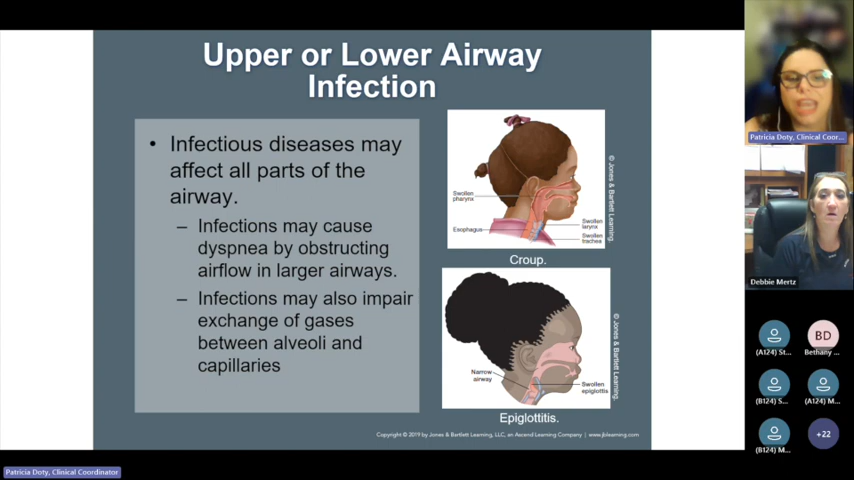 Upper or Lower Airway
Infection
• Infectious diseases may
affect all parts of the
airway.
– Infections may cause
dyspnea by obstructing
airflow in larger airways.
– Infections may also impair
exchange of gases
between alveoli and
capillaries
Swollen
pharynx
Esophagus
Swollen
larynx
Swollen
trachea
© Jones & Bartlett Learning.
Croup.
Narrow
airway
Swollen
epiglottis
© Jones & Bartlett Learning.
Epiglottitis.
Copyright © 2019 by Jones & Bartlett Learning, LLC, an Ascend Learning Company | www.jblearning.com
Patricia Doty, Clinical Coor...
Debbie Mertz
BD
(A124) St...
Bethany ...
(B124) S...
(A124) M...
+22
(B124) M...
Patricia Doty, Clinical Coordinator